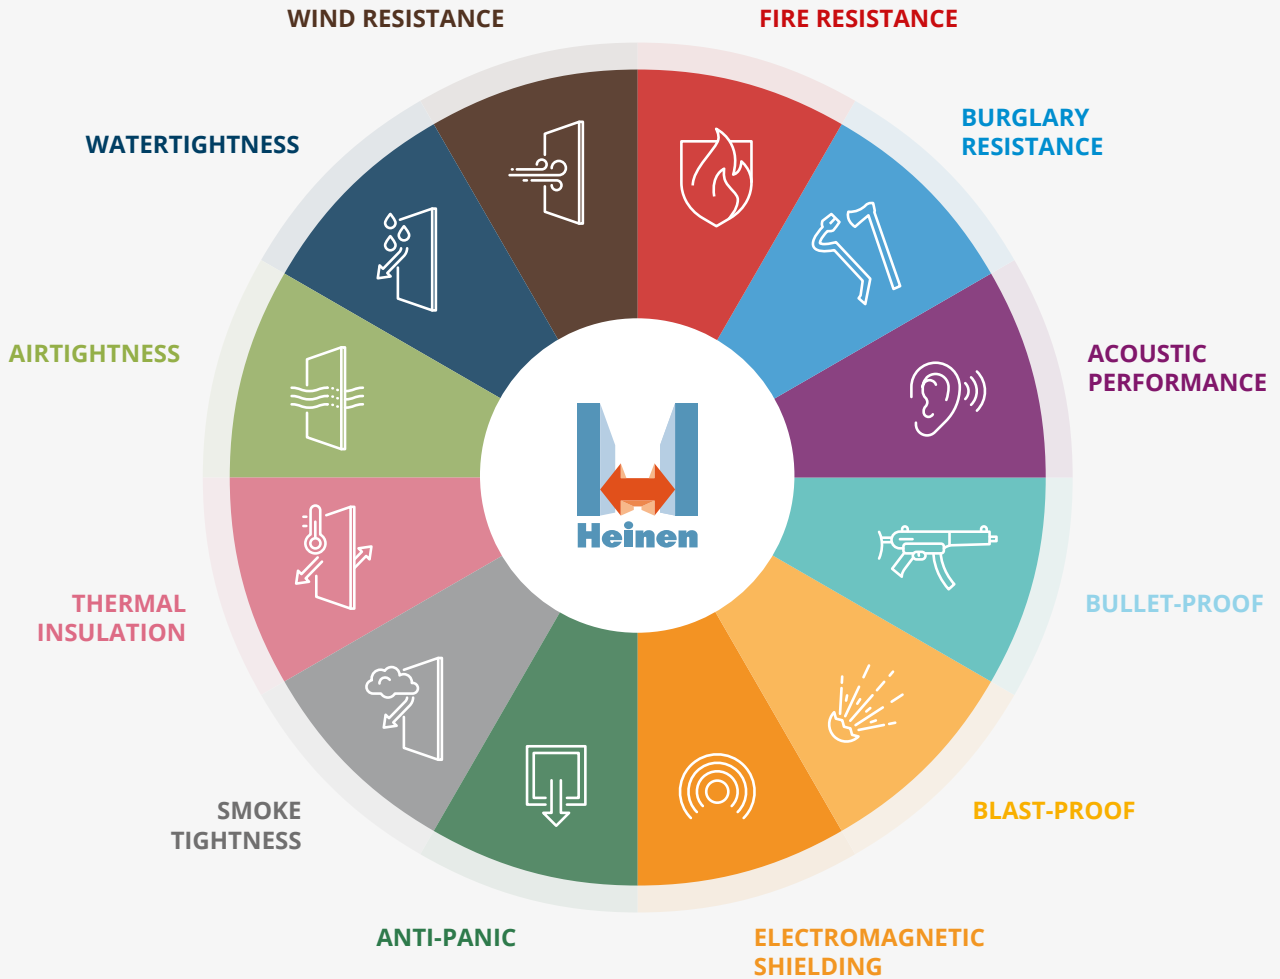 WIND RESISTANCE
FIRE RESISTANCE
BURGLARY
RESISTANCE
WATERTIGHTNESS
AIRTIGHTNESS
ACOUSTIC
PERFORMANCE
Heinen
THERMAL
INSULATION
BULLET-PROOF
SMOKE
TIGHTNESS
BLAST-PROOF
ANTI-PANIC
ELECTROMAGNETIC
SHIELDING